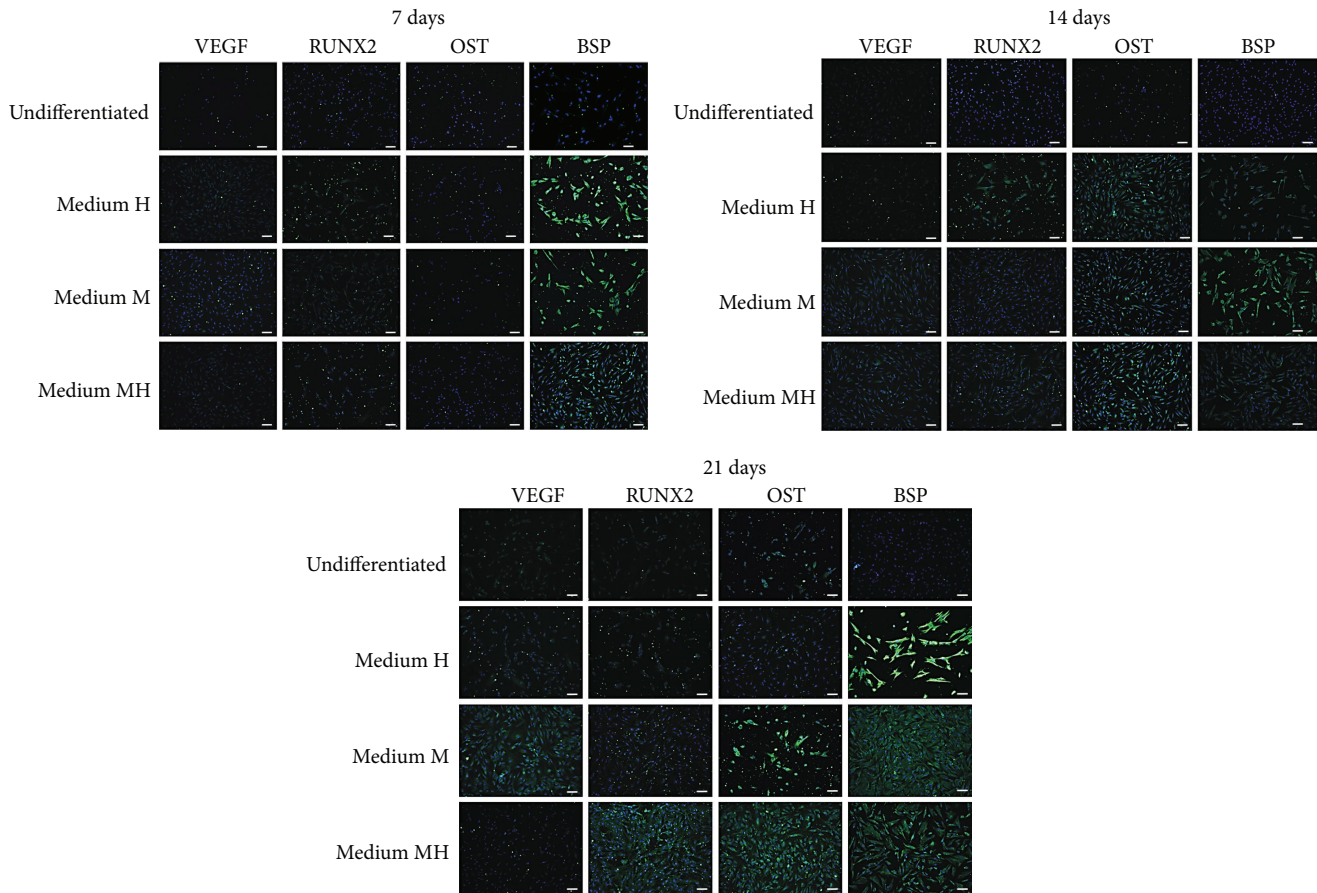 7 days
VEGF RUNX2 OST BSP
Undifferentiated
Medium H
Medium M
Medium MH
14 days
VEGF RUNX2 OST BSP
Undifferentiated
Medium H
Medium M
Medium MH
21 days
VEGF RUNX2 OST BSP
Undifferentiated
Medium H
Medium M
Medium MH